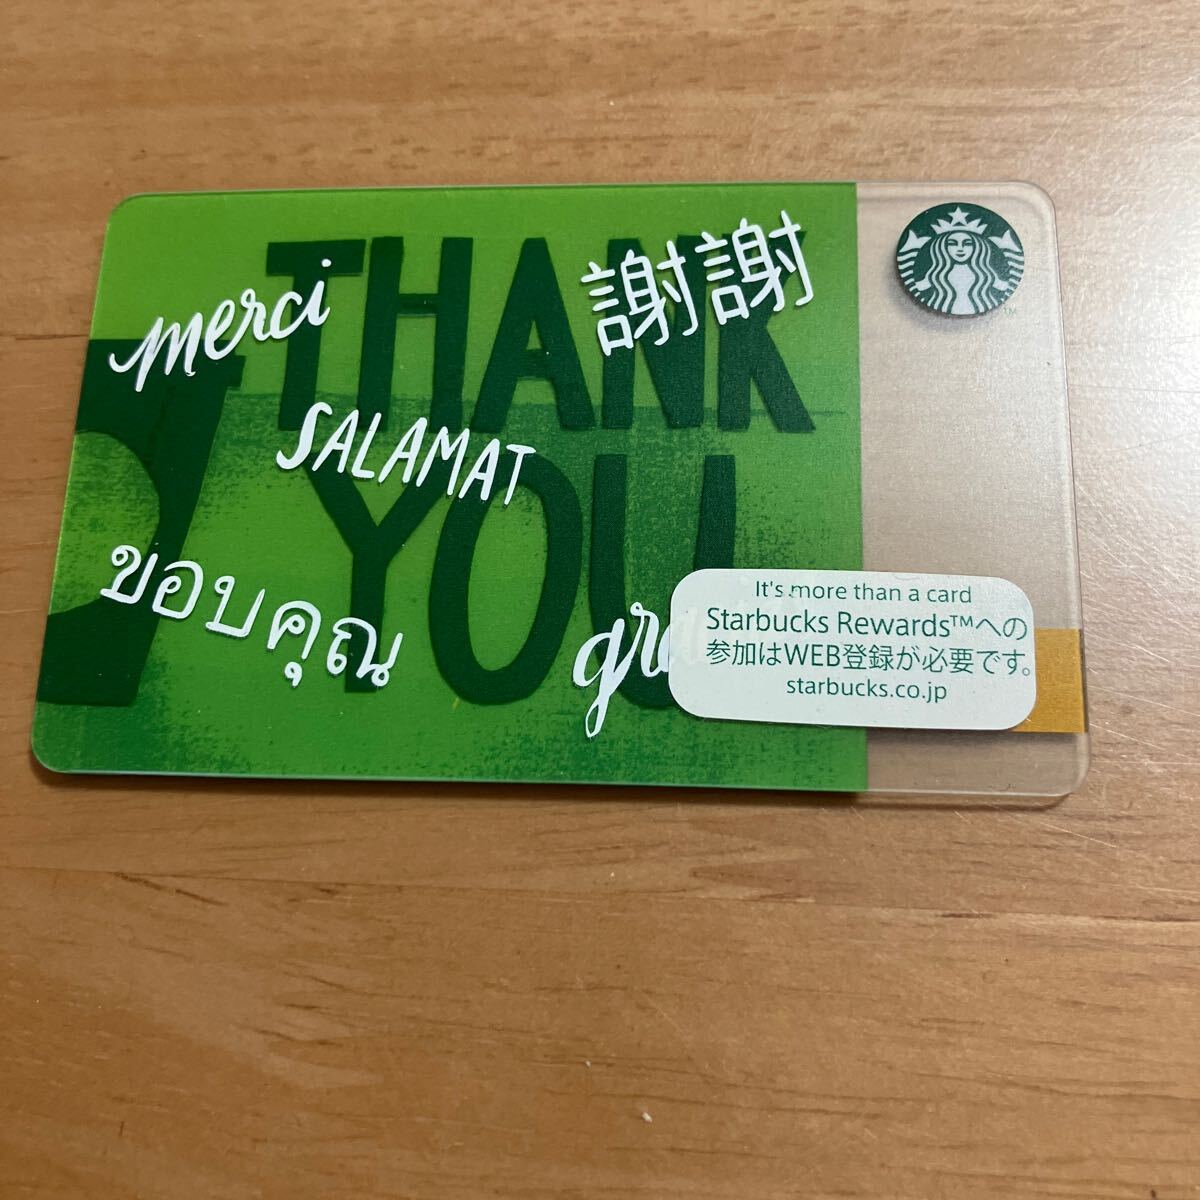 THANK
YOU
merci
謝謝
SALAMAT
ขอบคุณ
It's more than a card
Starbucks Rewards™への
参加はWEB登録が必要です。
starbucks.co.jp
TM